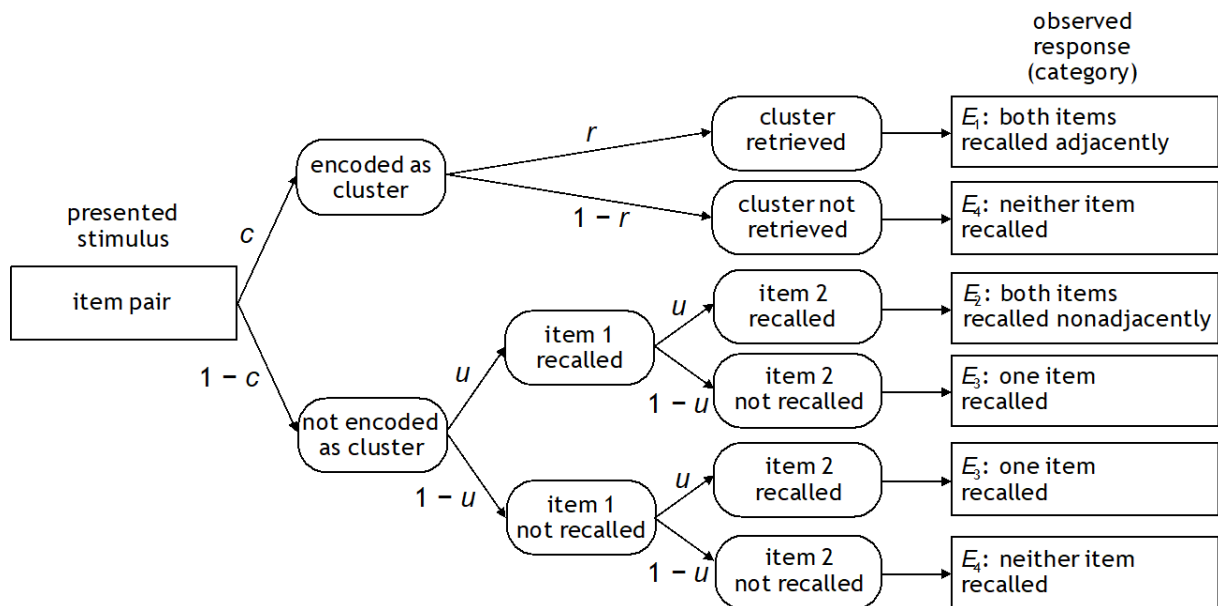 observed
response
(category)
cluster
retrieved
E1: both items
recalled adjacently
r
encoded as
cluster
1 − r
cluster not
retrieved
E4: neither item
recalled
presented
stimulus
c
item pair
item 2
recalled
E2: both items
recalled nonadjacently
u
item 1
recalled
1 − c
u
1 − u
item 2
not recalled
E3: one item
recalled
not encoded
as cluster
1 − u
item 1
not recalled
u
item 2
recalled
E3: one item
recalled
1 − u
item 2
not recalled
E4: neither item
recalled